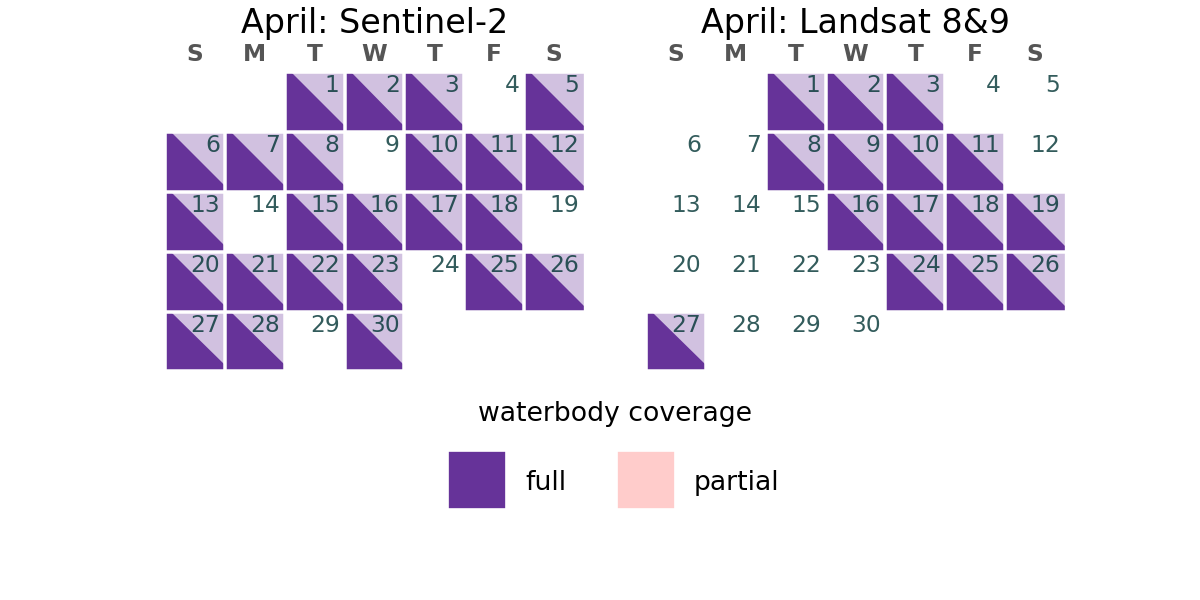 April: Sentinel-2
S M T W T F S
1 2 3 4 5
6 7 8 9 10 11 12
13 14 15 16 17 18 19
20 21 22 23 24 25 26
27 28 29 30
April: Landsat 8&9
S M T W T F S
1 2 3 4 5
6 7 8 9 10 11 12
13 14 15 16 17 18 19
20 21 22 23 24 25 26
27 28 29 30
waterbody coverage
full
partial